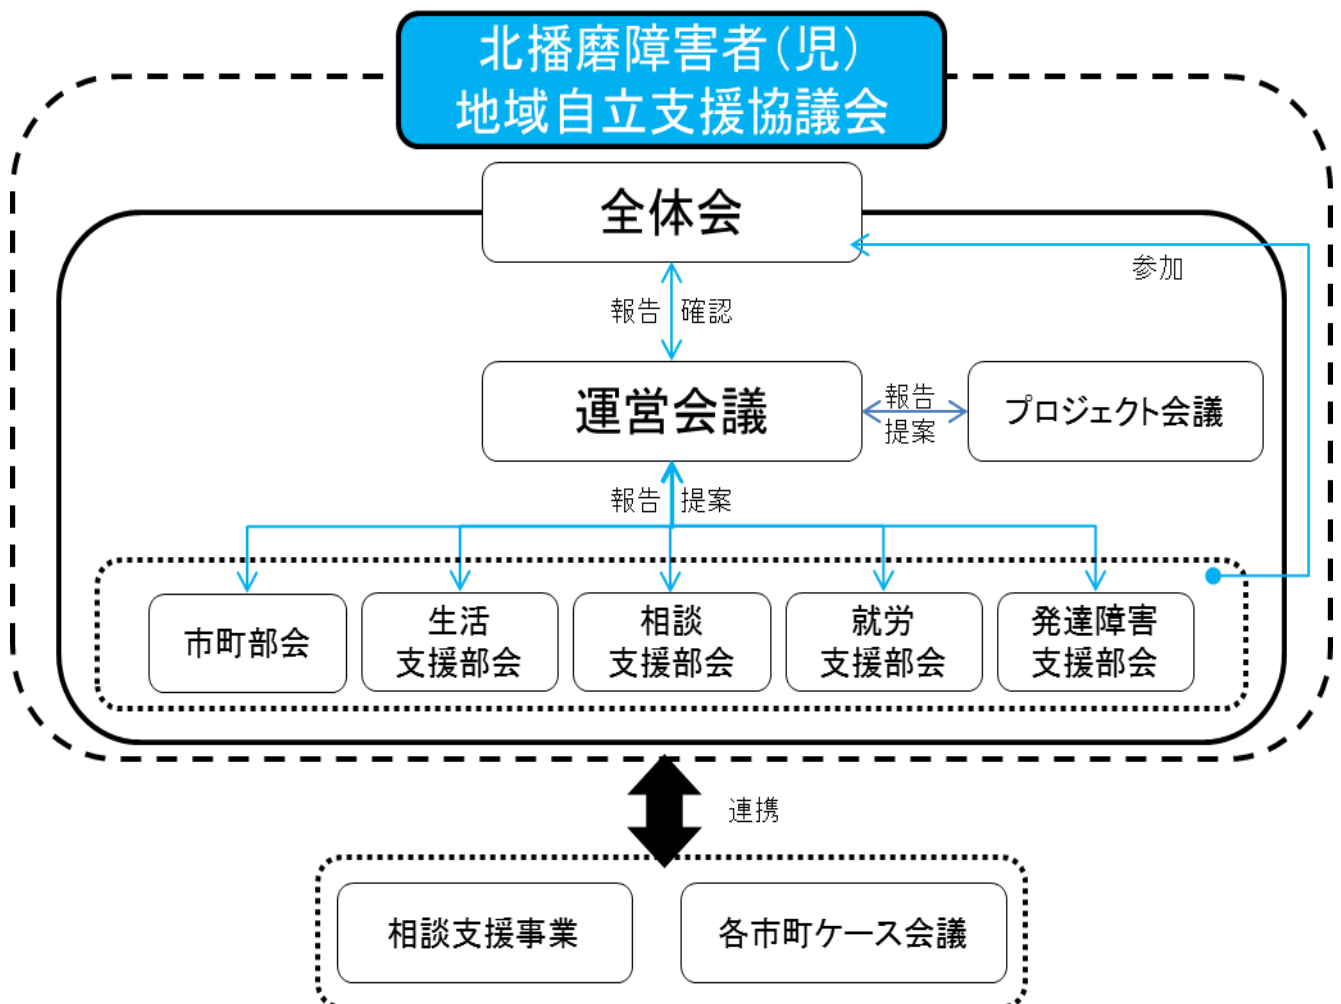 北播磨障害者（児）
地域自立支援協議会
全体会
参加
報告 確認
運営会議
報告
提案
プロジェクト会議
報告 提案
市町部会
生活
支援部会
相談
支援部会
就労
支援部会
発達障害
支援部会
連携
相談支援事業
各市町ケース会議